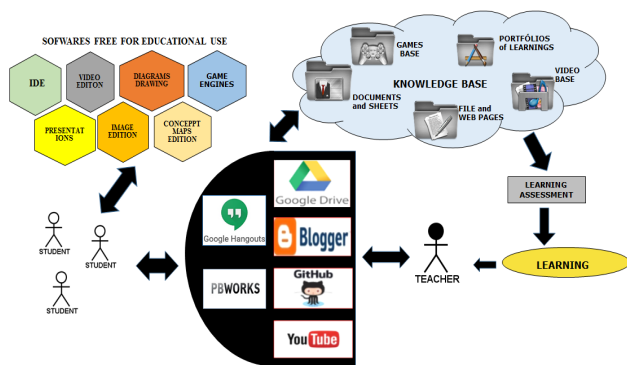 SOFWARES FREE FOR EDUCATIONAL USE
IDE
VIDEO
EDITON
DIAGRAMS
DRAWING
GAME
ENGINES
PRESENTAT
IONS
IMAGE
EDITION
CONCEPPT
MAPS
EDITION
GAMES
BASE
PORTFÓLIOS
of LEARNINGS
KNOWLEDGE BASE
VIDEO
BASE
DOCUMENTS
and SHEETS
FILE and
WEB PAGES
LEARNING
ASSESSMENT
LEARNING
TEACHER
STUDENT
STUDENT
STUDENT
Google Hangouts
Google Drive
Blogger
PBWORKS
GitHub
YouTube